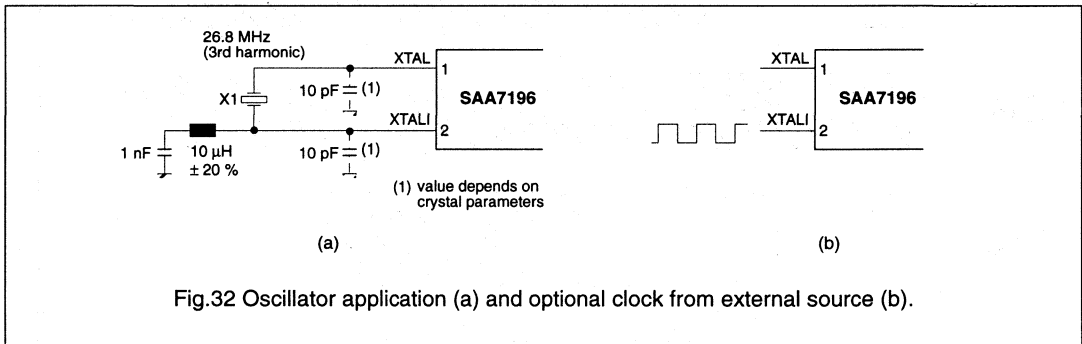 26.8 MHz
(3rd harmonic)
XTAL
1
X1
10 pF (1)
SAA7196
XTALI
2
1 nF
10 μH
± 20 %
10 pF (1)
(1) value depends on
crystal parameters
(a)
XTAL
1
SAA7196
XTALI
2
(b)
Fig.32 Oscillator application (a) and optional clock from external source (b).